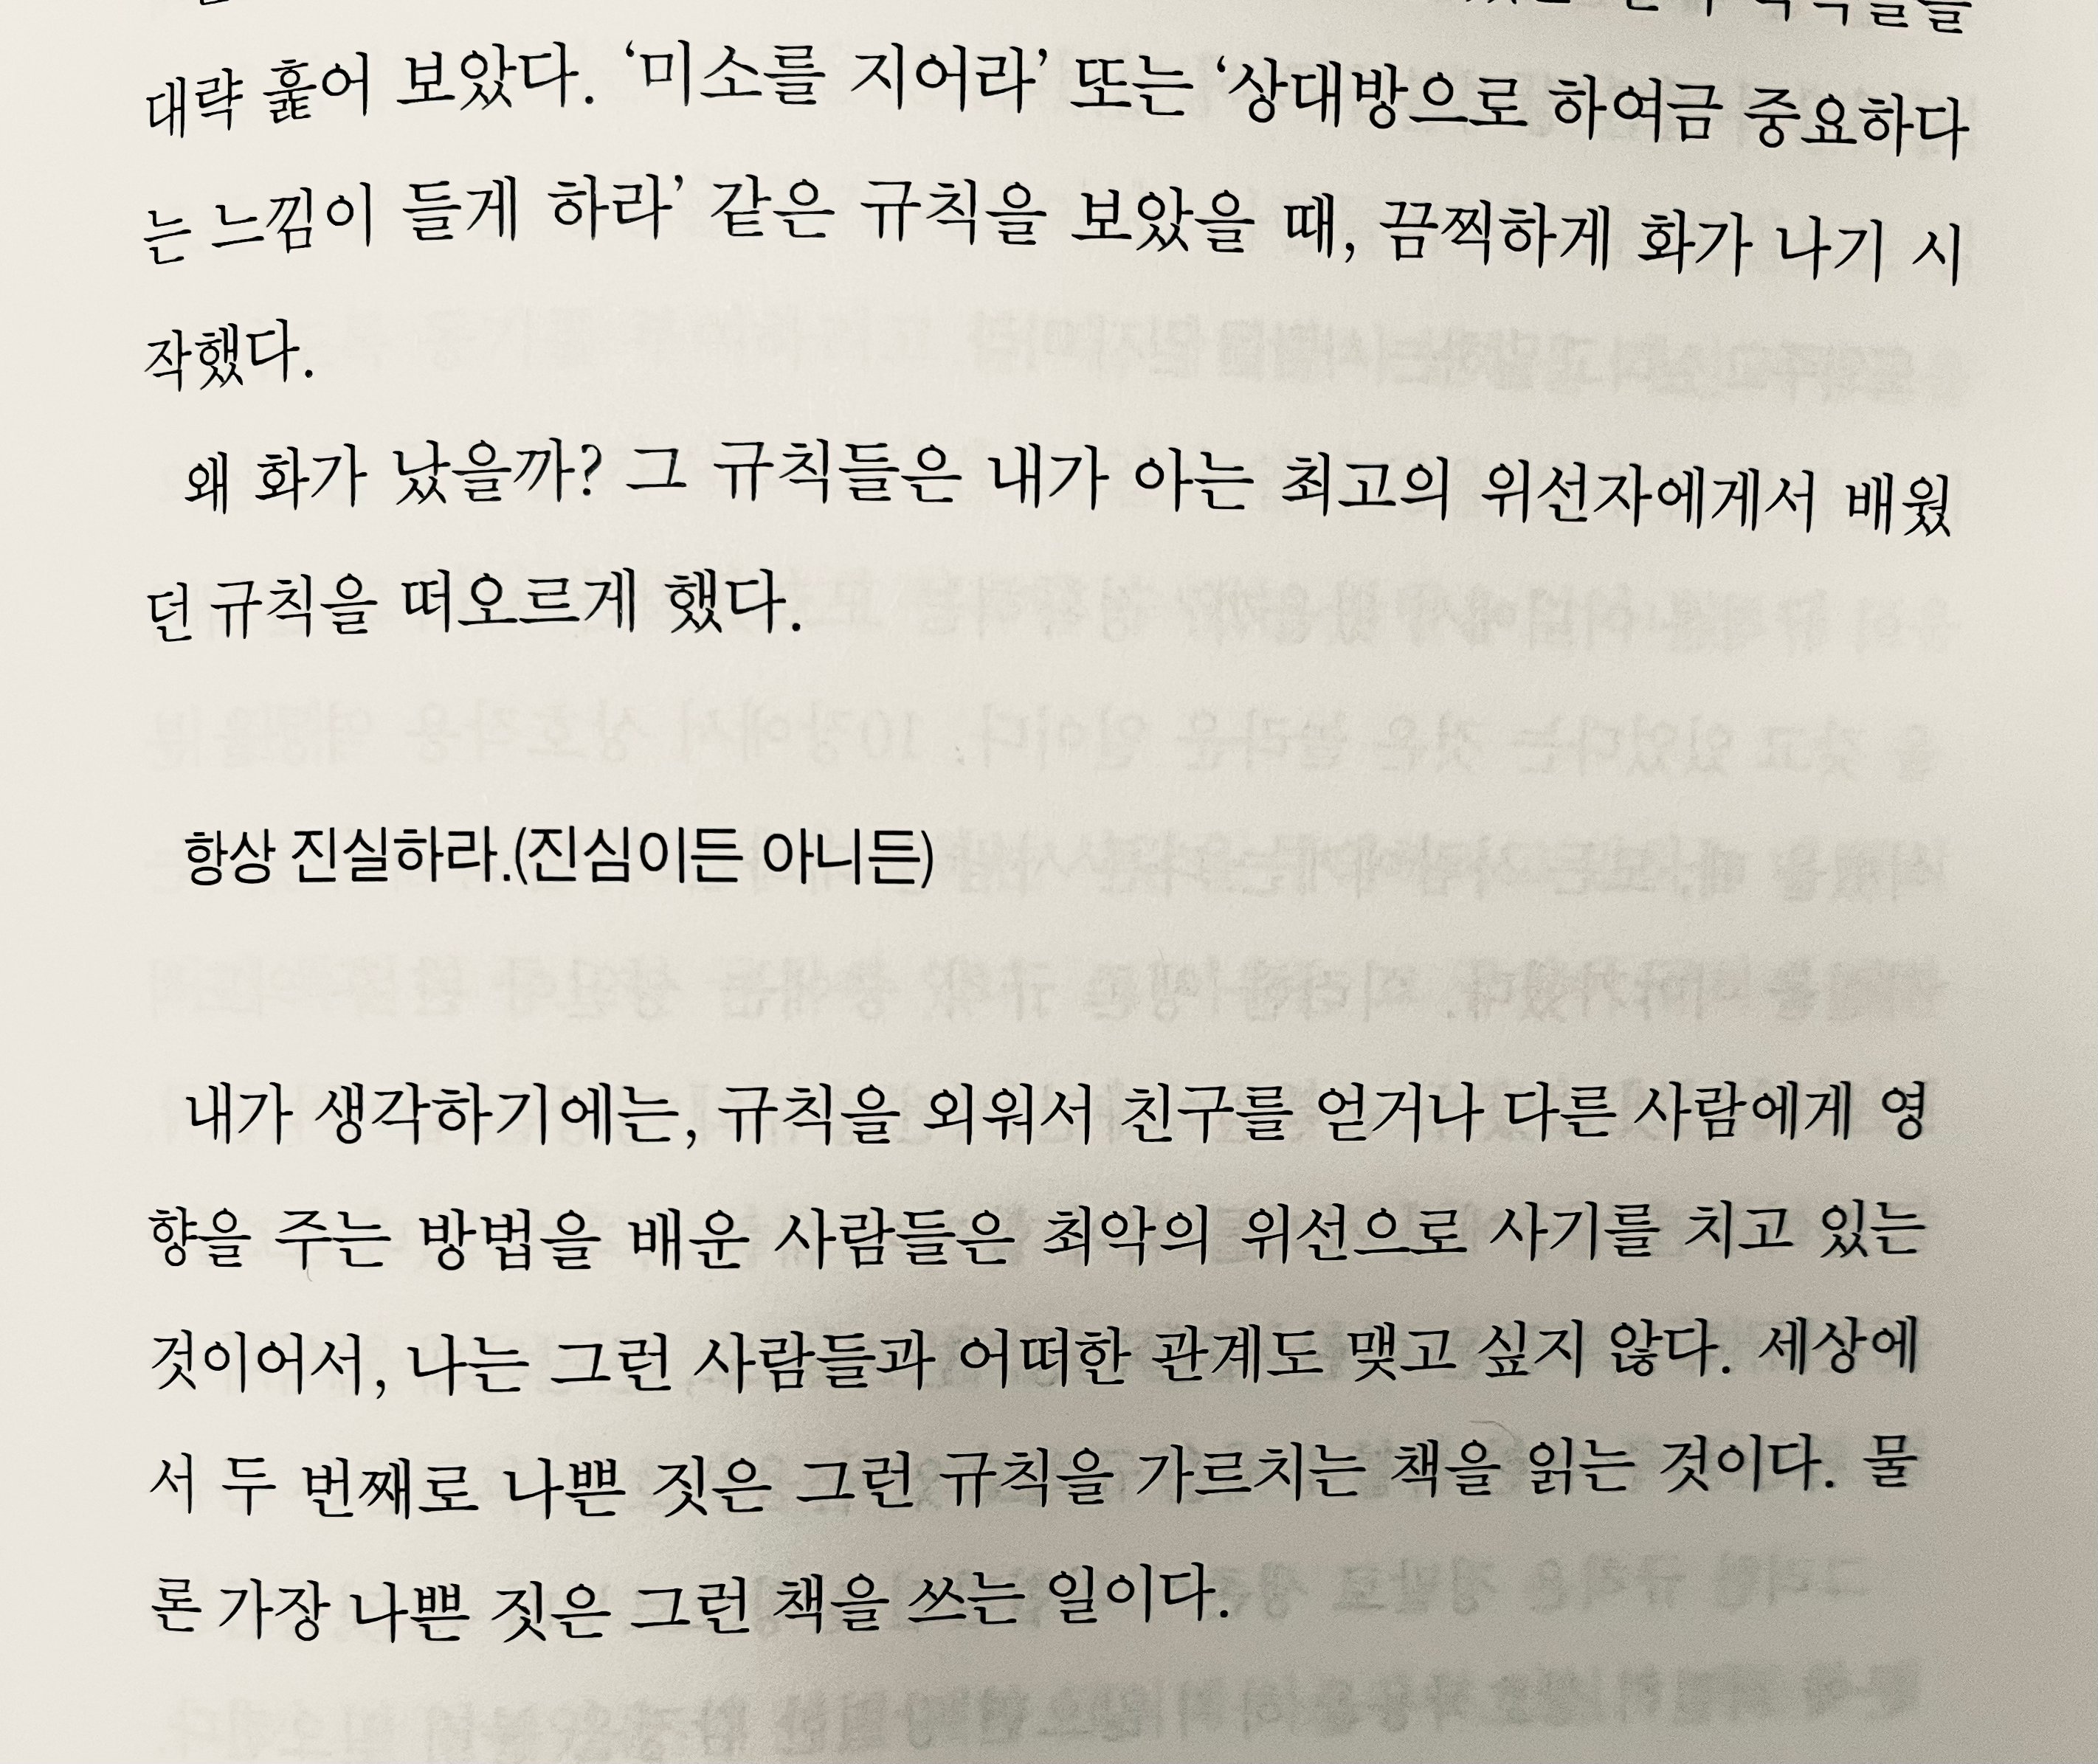 대략 훑어 보았다. ‘미소를 지어라’ 또는 ‘상대방으로 하여금 중요하다
는 느낌이 들게 하라’ 같은 규칙을 보았을 때, 끔찍하게 화가 나기 시
작했다.
왜 화가 났을까? 그 규칙들은 내가 아는 최고의 위선자에게서 배웠
던 규칙을 떠오르게 했다.
항상 진실하라.(진심이든 아니든)
내가 생각하기에는, 규칙을 외워서 친구를 얻거나 다른 사람에게 영
향을 주는 방법을 배운 사람들은 최악의 위선으로 사기를 치고 있는
것이어서, 나는 그런 사람들과 어떠한 관계도 맺고 싶지 않다. 세상에
서 두 번째로 나쁜 짓은 그런 규칙을 가르치는 책을 읽는 것이다. 물
론 가장 나쁜 짓은 그런 책을 쓰는 일이다.